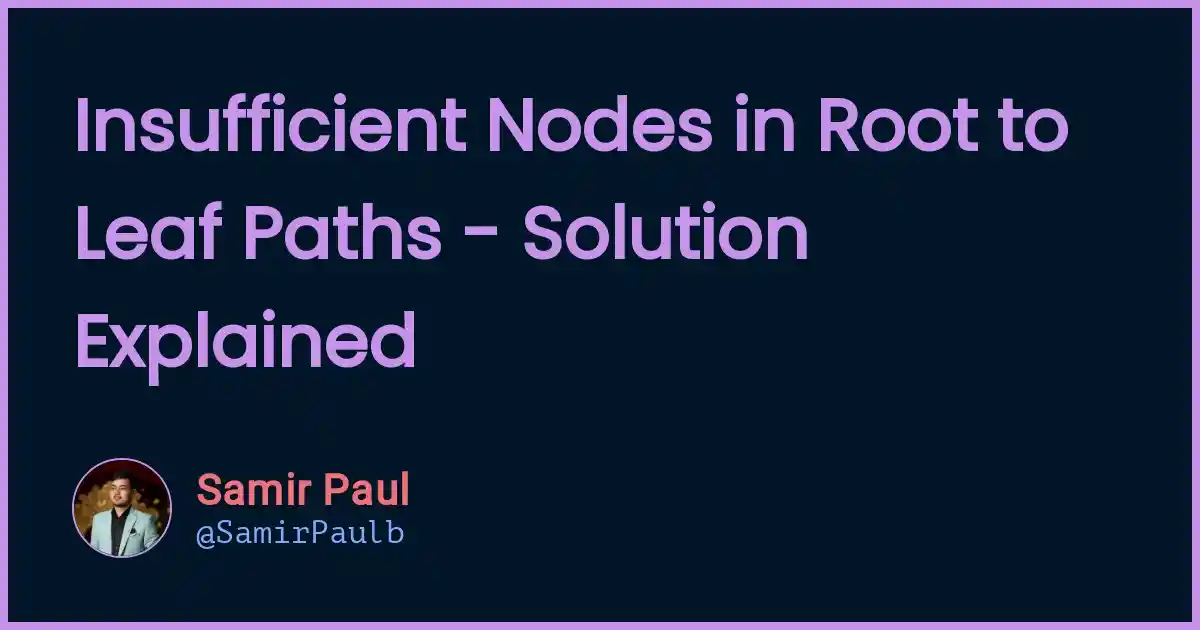 Insufficient Nodes in Root to
Leaf Paths - Solution
Explained
Samir Paul
@SamirPaulb